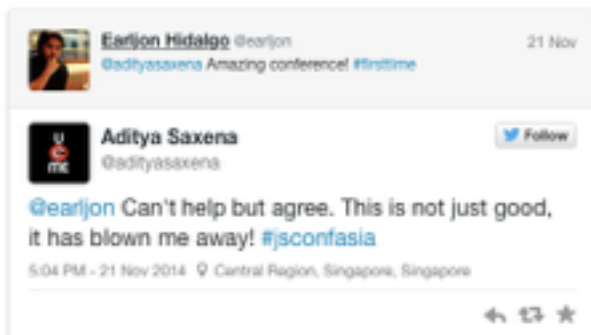 Earljon Hidalgo @earljon
21 Nov
@adityasaxena Amazing conference! #firsttime
U
ME
Aditya Saxena
Follow
@adityasaxena
@earljon Can't help but agree. This is not just good,
it has blown me away! #jsconfasia
5:04 PM - 21 Nov 2014 Central Region, Singapore, Singapore